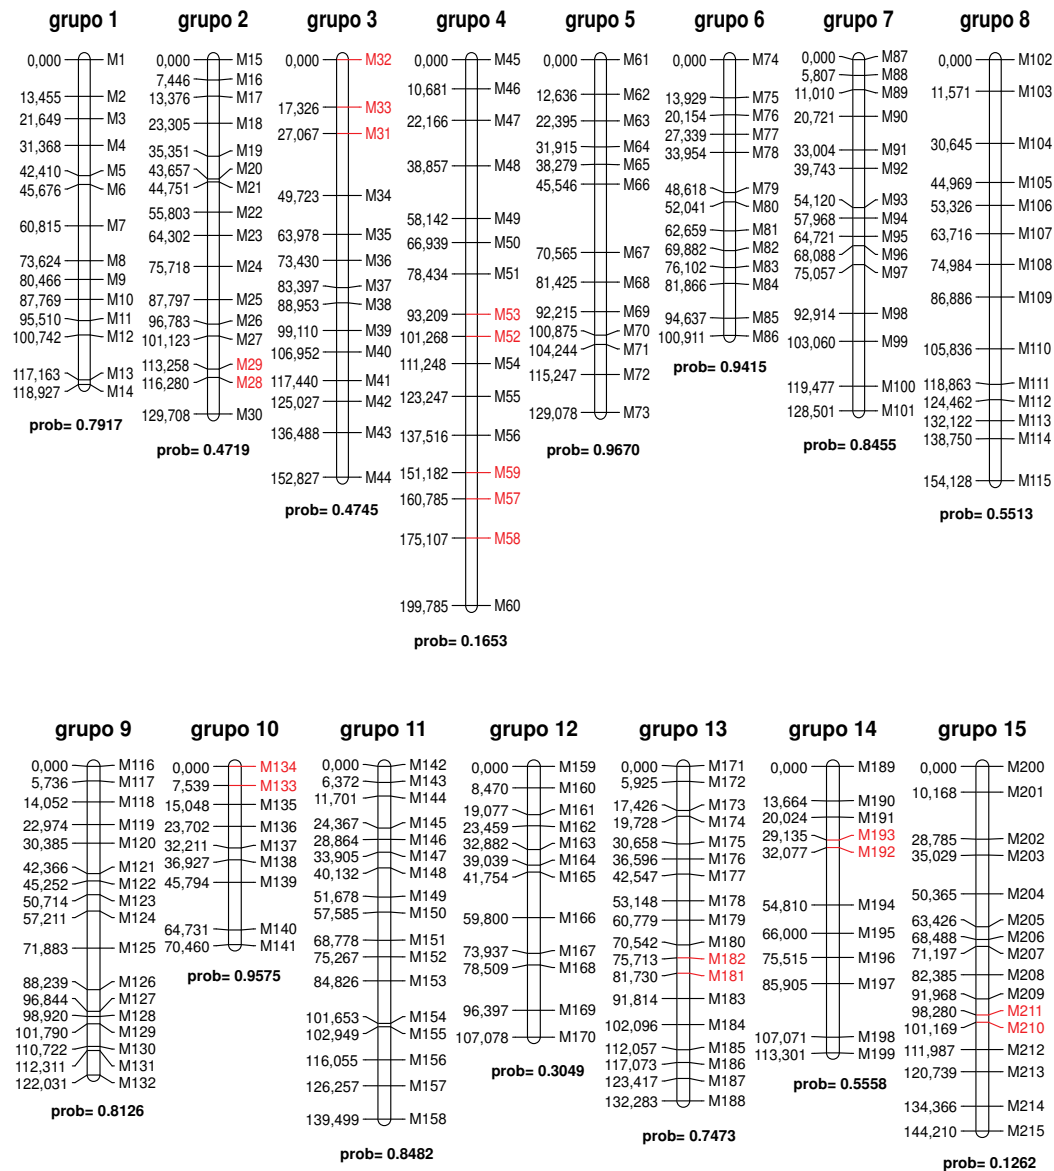 grupo 1
0,000 M1
13,455 M2
21,649 M3
31,368 M4
42,410 M5
45,676 M6
60,815 M7
73,624 M8
80,466 M9
87,769 M10
95,510 M11
100,742 M12
117,163 M13
118,927 M14
prob= 0.7917
grupo 2
0,000 M15
7,446 M16
13,376 M17
23,305 M18
35,351 M19
43,657 M20
44,751 M21
55,803 M22
64,302 M23
75,718 M24
87,797 M25
96,783 M26
101,123 M27
113,258 M29
116,280 M28
129,708 M30
prob= 0.4719
grupo 3
0,000 M32
17,326 M33
27,067 M31
49,723 M34
63,978 M35
73,430 M36
83,397 M37
88,953 M38
99,110 M39
106,952 M40
117,440 M41
125,027 M42
136,488 M43
152,827 M44
prob= 0.4745
grupo 4
0,000 M45
10,681 M46
22,166 M47
38,857 M48
58,142 M49
66,939 M50
78,434 M51
93,209 M53
101,268 M52
111,248 M54
123,247 M55
137,516 M56
151,182 M59
160,785 M57
175,107 M58
199,785 M60
prob= 0.1653
grupo 5
0,000 M61
12,636 M62
22,395 M63
31,915 M64
38,279 M65
45,546 M66
70,565 M67
81,425 M68
92,215 M69
100,875 M70
104,244 M71
115,247 M72
129,078 M73
prob= 0.9670
grupo 6
0,000 M74
13,929 M75
20,154 M76
27,339 M77
33,954 M78
48,618 M79
52,041 M80
62,659 M81
69,882 M82
76,102 M83
81,866 M84
94,637 M85
100,911 M86
prob= 0.9415
grupo 7
0,000 M87
5,807 M88
11,010 M89
20,721 M90
33,004 M91
39,743 M92
54,120 M93
57,968 M94
64,721 M95
68,088 M96
75,057 M97
92,914 M98
103,060 M99
119,477 M100
128,501 M101
prob= 0.8455
grupo 8
0,000 M102
11,571 M103
30,645 M104
44,969 M105
53,326 M106
63,716 M107
74,984 M108
86,886 M109
105,836 M110
118,863 M111
124,462 M112
132,122 M113
138,750 M114
154,128 M115
prob= 0.5513
grupo 9
0,000 M116
5,736 M117
14,052 M118
22,974 M119
30,385 M120
42,366 M121
45,252 M122
50,714 M123
57,211 M124
71,883 M125
88,239 M126
96,844 M127
98,920 M128
101,790 M129
110,722 M130
112,311 M131
122,031 M132
prob= 0.8126
grupo 10
0,000 M134
7,539 M133
15,048 M135
23,702 M136
32,211 M137
36,927 M138
45,794 M139
64,731 M140
70,460 M141
prob= 0.9575
grupo 11
0,000 M142
6,372 M143
11,701 M144
24,367 M145
28,864 M146
33,905 M147
40,132 M148
51,678 M149
57,585 M150
68,778 M151
75,267 M152
84,826 M153
101,653 M154
102,949 M155
116,055 M156
126,257 M157
139,499 M158
prob= 0.8482
grupo 12
0,000 M159
8,470 M160
19,077 M161
23,459 M162
32,882 M163
39,039 M164
41,754 M165
59,800 M166
73,937 M167
78,509 M168
96,397 M169
107,078 M170
prob= 0.3049
grupo 13
0,000 M171
5,925 M172
17,426 M173
19,728 M174
30,658 M175
36,596 M176
42,547 M177
53,148 M178
60,779 M179
70,542 M180
75,713 M182
81,730 M181
91,814 M183
102,096 M184
112,057 M185
117,073 M186
123,417 M187
132,283 M188
prob= 0.7473
grupo 14
0,000 M189
13,664 M190
20,024 M191
29,135 M193
32,077 M192
54,810 M194
66,000 M195
75,515 M196
85,905 M197
107,071 M198
113,301 M199
prob= 0.5558
grupo 15
0,000 M200
10,168 M201
28,785 M202
35,029 M203
50,365 M204
63,426 M205
68,488 M206
71,197 M207
82,385 M208
91,968 M209
98,280 M211
101,169 M210
111,987 M212
120,739 M213
134,366 M214
144,210 M215
prob= 0.1262